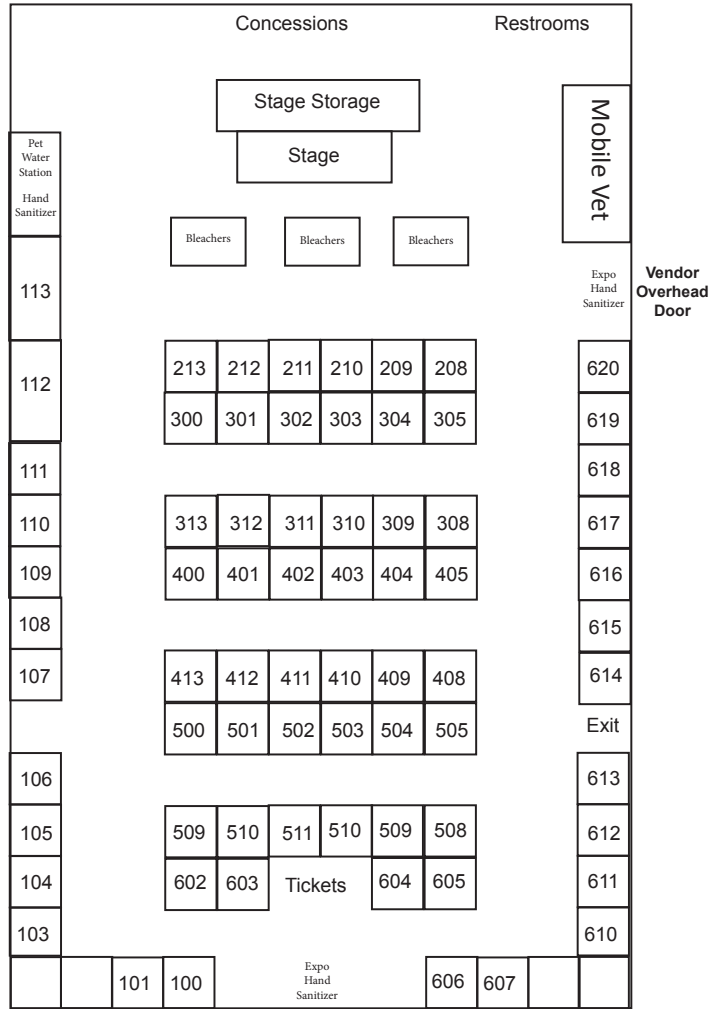 Concessions
Restrooms
Stage Storage
Stage
Mobile Vet
Pet
Water
Station
Hand
Sanitizer
Bleachers
Bleachers
Bleachers
Expo
Hand
Sanitizer
Vendor
Overhead
Door
113
112
213 212 211 210 209 208
620
300 301 302 303 304 305
619
111
618
110
313 312 311 310 309 308
617
109
400 401 402 403 404 405
616
108
615
107
413 412 411 410 409 408
614
500 501 502 503 504 505
Exit
106
613
105
509 510 511 510 509 508
612
104
602 603 Tickets 604 605
611
103
610
101 100
Expo
Hand
Sanitizer
606 607